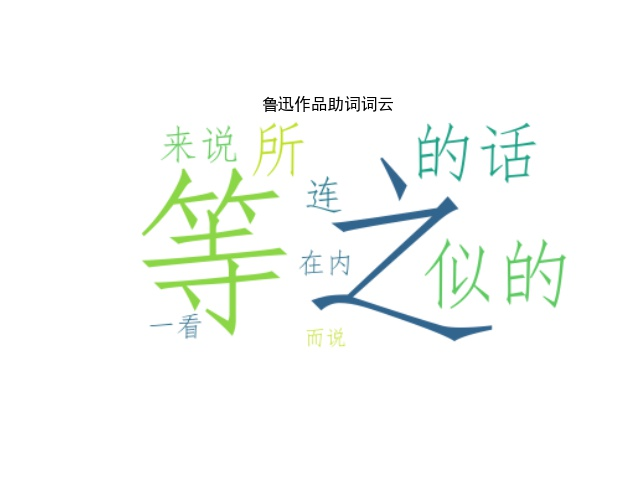 鲁迅作品助词词云
来说
所
的话
等
连
之
在内
似的
一看
而说